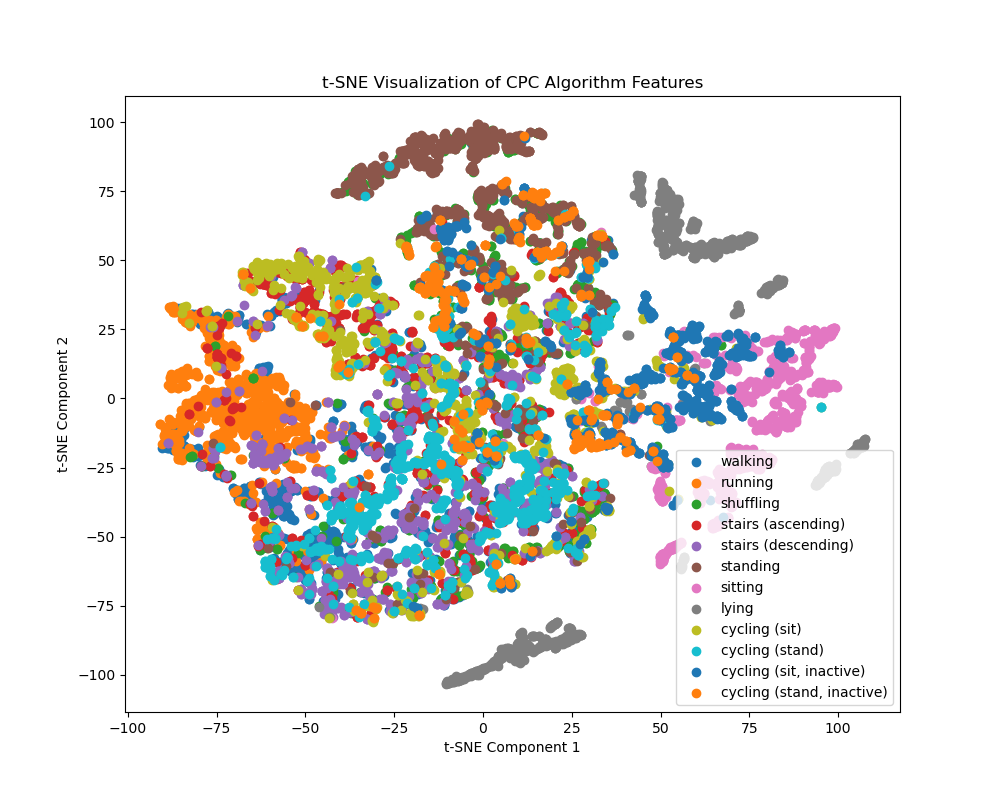 t-SNE Visualization of CPC Algorithm Features
100
75
50
25
0
−25
−50
−75
−100
t-SNE Component 2
walking
running
shuffling
stairs (ascending)
stairs (descending)
standing
sitting
lying
cycling (sit)
cycling (stand)
cycling (sit, inactive)
cycling (stand, inactive)
−100 −75 −50 −25 0 25 50 75 100
t-SNE Component 1